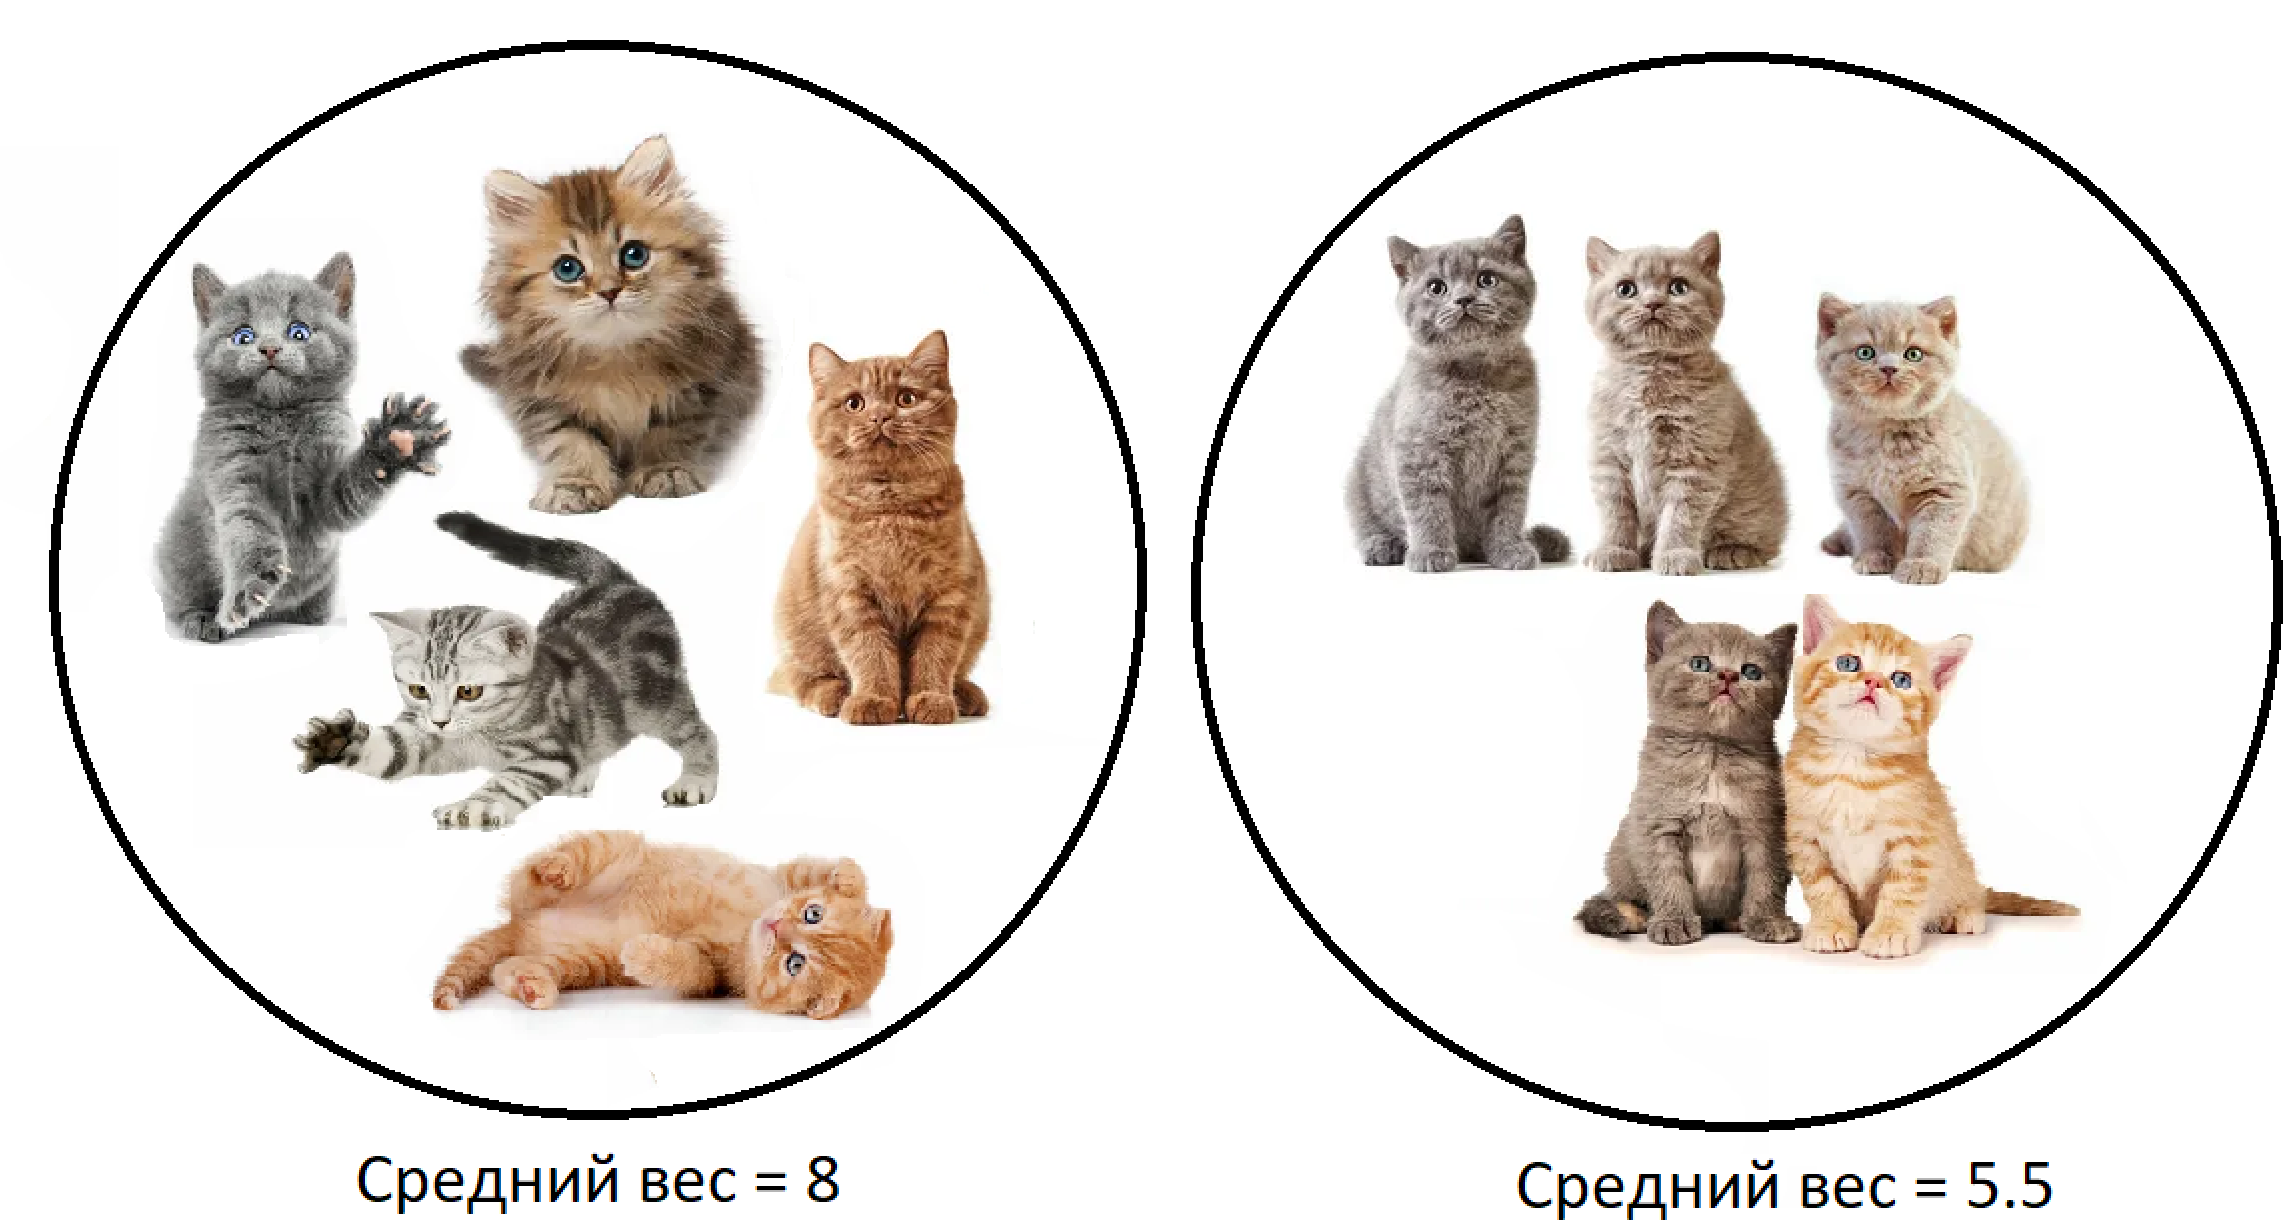 Средний вес = 8
Средний вес = 5.5